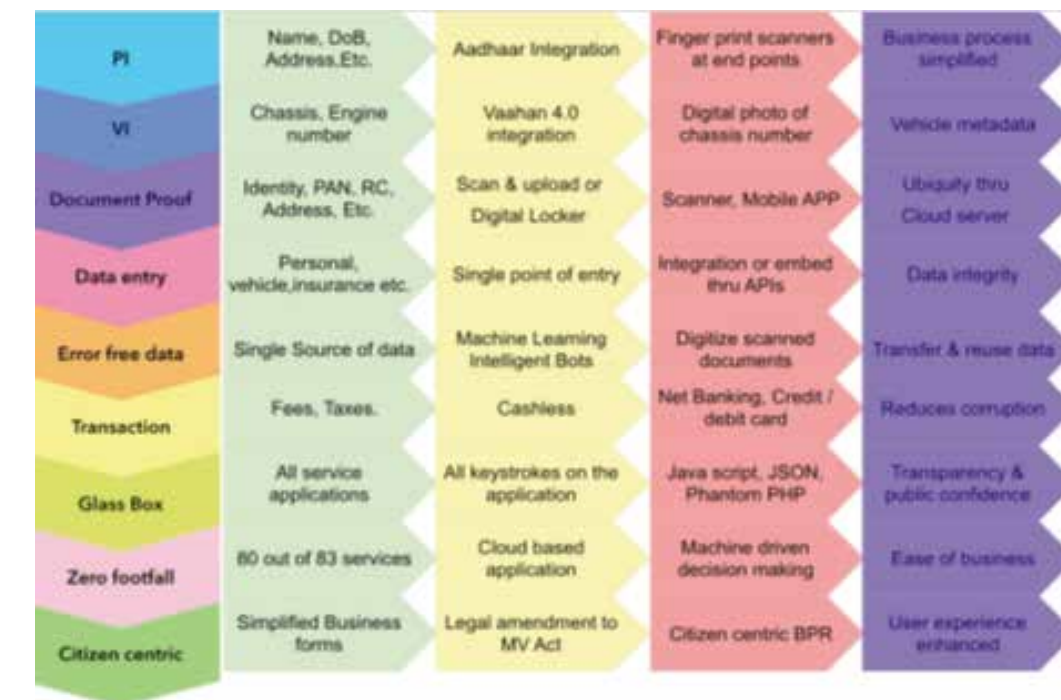 PI
Name, DoB,
Address,Etc.
Aadhaar Integration
Finger print scanners
at end points
Business process
simplified
VI
Chassis, Engine
number
Vaahan 4.0
integration
Digital photo of
chassis number
Vehicle metadata
Document Proof
Identity, PAN, RC,
Address, Etc.
Scan & upload or
Digital Locker
Scanner, Mobile APP
Ubiquity thru
Cloud server
Data entry
Personal,
vehicle,insurance etc.
Single point of entry
Integration or embed
thru APIs
Data integrity
Error free data
Single Source of data
Machine Learning
Intelligent Bots
Digitize scanned
documents
Transfer & reuse data
Transaction
Fees, Taxes.
Cashless
Net Banking, Credit /
debit card
Reduces corruption
Glass Box
All service
applications
All keystrokes on the
application
Java script, JSON,
Phantom PHP
Transparency &
public confidence
Zero footfall
80 out of 83 services
Cloud based
application
Machine driven
decision making
Ease of business
Citizen centric
Simplified Business
forms
Legal amendment to
MV Act
Citizen centric BPR
User experience
enhanced